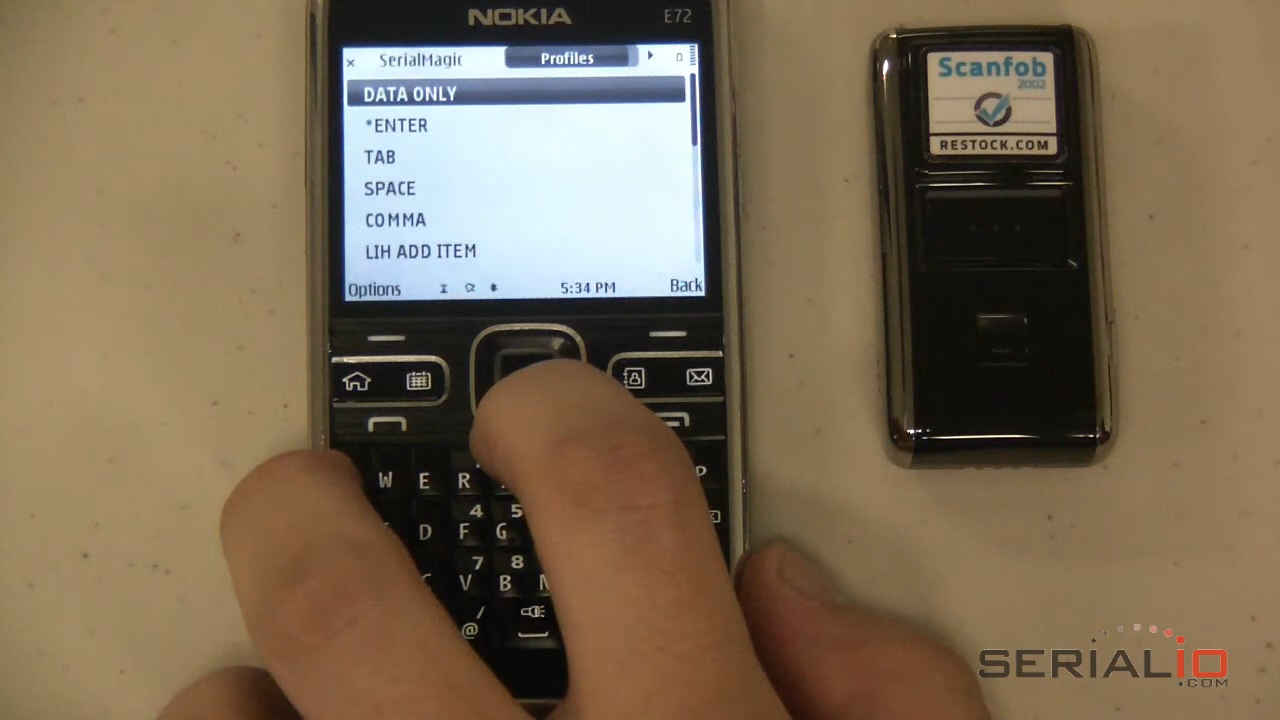 NOKIA E72
SerialMagic Profiles
DATA ONLY
*ENTER
TAB
SPACE
COMMA
LIH ADD ITEM
Options 5:34 PM Back
W E R P
4 5
D F G
7 8
C V B N
/
@
Scanfob
2002
RESTOCK.COM
SERIALIO
.COM